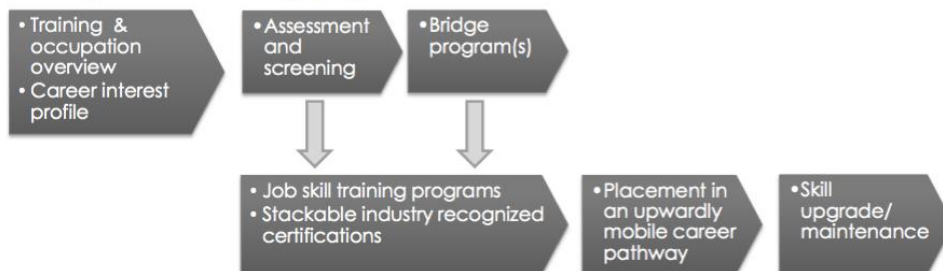 • Training &
occupation
overview
• Career interest
profile
• Assessment
and
screening
• Bridge
program(s)
• Job skill training programs
• Stackable industry recognized
certifications
• Placement in
an upwardly
mobile career
pathway
• Skill
upgrade/
maintenance